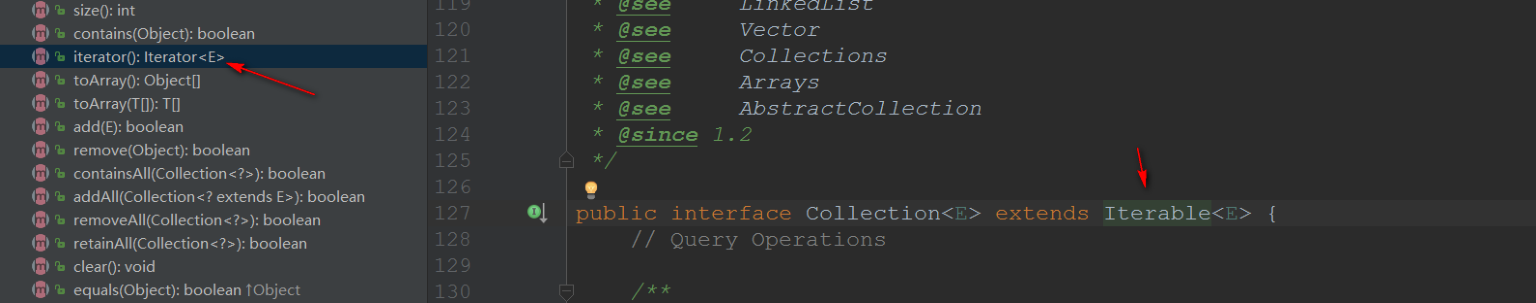 size(): int
contains(Object): boolean
iterator(): Iterator<E>
toArray(): Object[]
toArray(T[]): T[]
add(E): boolean
remove(Object): boolean
containsAll(Collection<?>): boolean
addAll(Collection<? extends E>): boolean
removeAll(Collection<?>): boolean
retainAll(Collection<?>): boolean
clear(): void
equals(Object): boolean ↑Object
119 * @see LinkedList
120 * @see Vector
121 * @see Collections
122 * @see Arrays
123 * @see AbstractCollection
124 * @since 1.2
125 */
126
127 public interface Collection<E> extends Iterable<E> {
128 // Query Operations
129
130 /**